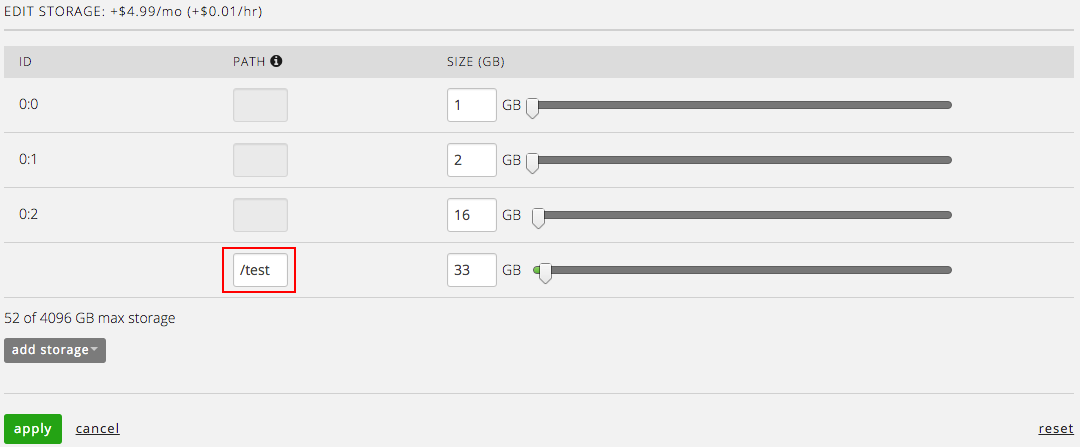 EDIT STORAGE: +$4.99/mo (+$0.01/hr)
ID PATH SIZE (GB)
0:0 1 GB
0:1 2 GB
0:2 16 GB
/test 33 GB
52 of 4096 GB max storage
add storage
apply cancel reset